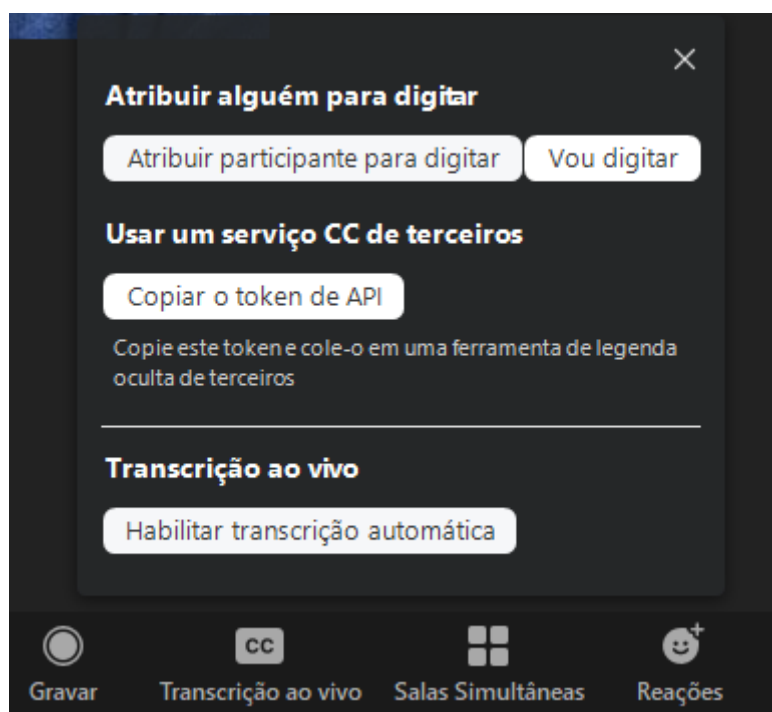 Atribuir alguém para digitar
Atribuir participante para digitar
Vou digitar
Usar um serviço CC de terceiros
Copiar o token de API
Copie este token e cole-o em uma ferramenta de legenda
oculta de terceiros
Transcrição ao vivo
Habilitar transcrição automática
CC
Gravar
Transcrição ao vivo
Salas Simultâneas
Reações